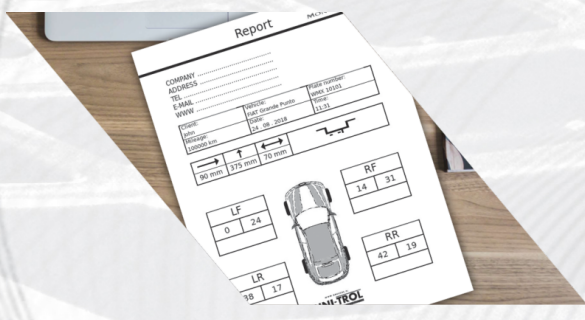 Report
COMPANY
ADDRESS
TEL
E-MAIL
WWW
Client: Vehicle: Plate number:
John FIAT Grande Punto WMX 10101
Mileage: Date: Time:
100000 km 24 . 08 . 2018 11:31
90 mm 375 mm 70 mm
RF
14 31
LF
0 24
RR
42 19
LR
38 17
NI-TROL